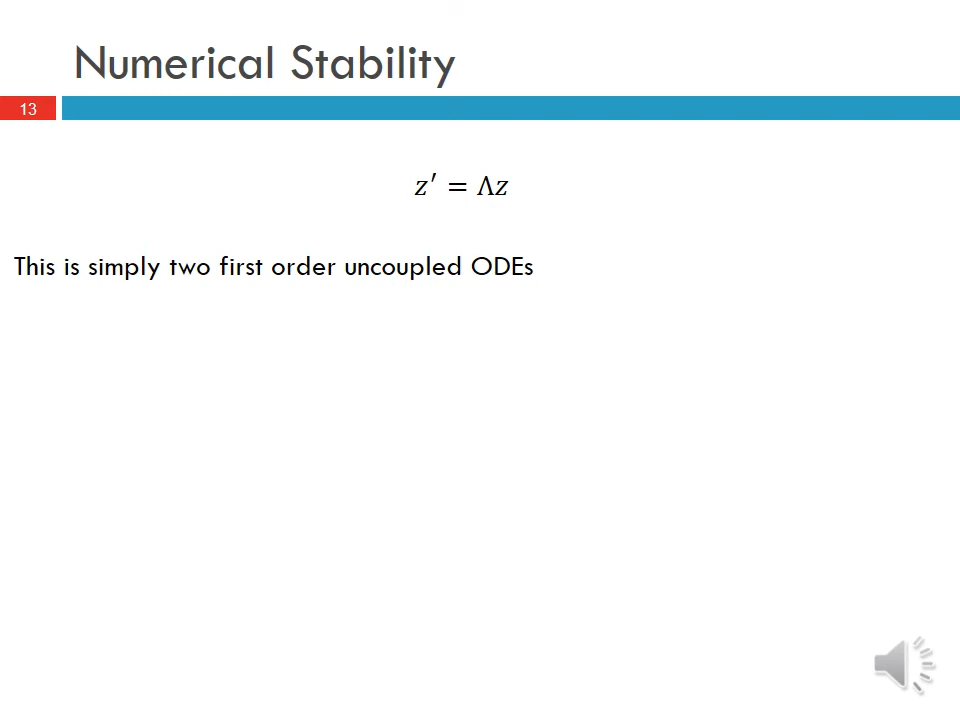 Numerical Stability
13
z′ = Λz
This is simply two first order uncoupled ODEs